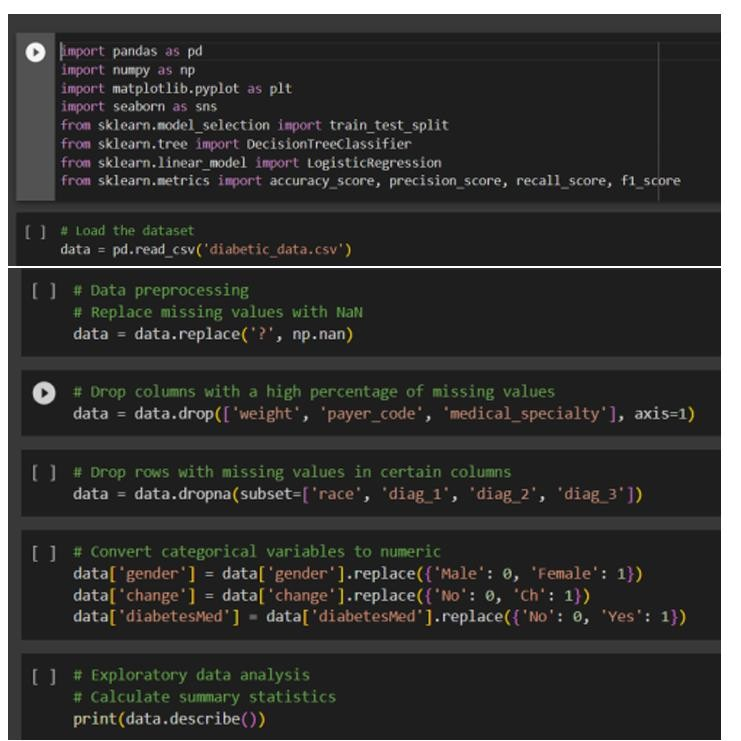 import pandas as pd
import numpy as np
import matplotlib.pyplot as plt
import seaborn as sns
from sklearn.model_selection import train_test_split
from sklearn.tree import DecisionTreeClassifier
from sklearn.linear_model import LogisticRegression
from sklearn.metrics import accuracy_score, precision_score, recall_score, f1_score
[ ] # Load the dataset
data = pd.read_csv('diabetic_data.csv')
[ ] # Data preprocessing
# Replace missing values with NaN
data = data.replace('?', np.nan)
# Drop columns with a high percentage of missing values
data = data.drop(['weight', 'payer_code', 'medical_specialty'], axis=1)
[ ] # Drop rows with missing values in certain columns
data = data.dropna(subset=['race', 'diag_1', 'diag_2', 'diag_3'])
[ ] # Convert categorical variables to numeric
data['gender'] = data['gender'].replace({'Male': 0, 'Female': 1})
data['change'] = data['change'].replace({'No': 0, 'Ch': 1})
data['diabetesMed'] = data['diabetesMed'].replace({'No': 0, 'Yes': 1})
[ ] # Exploratory data analysis
# Calculate summary statistics
print(data.describe())